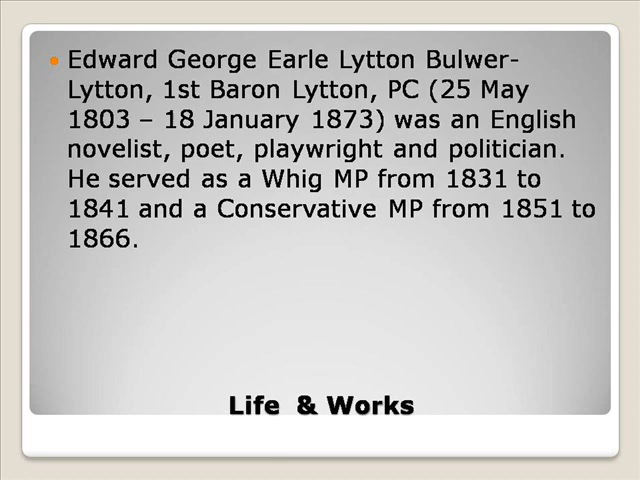 Edward George Earle Lytton Bulwer-
Lytton, 1st Baron Lytton, PC (25 May
1803 – 18 January 1873) was an English
novelist, poet, playwright and politician.
He served as a Whig MP from 1831 to
1841 and a Conservative MP from 1851 to
1866.
Life & Works